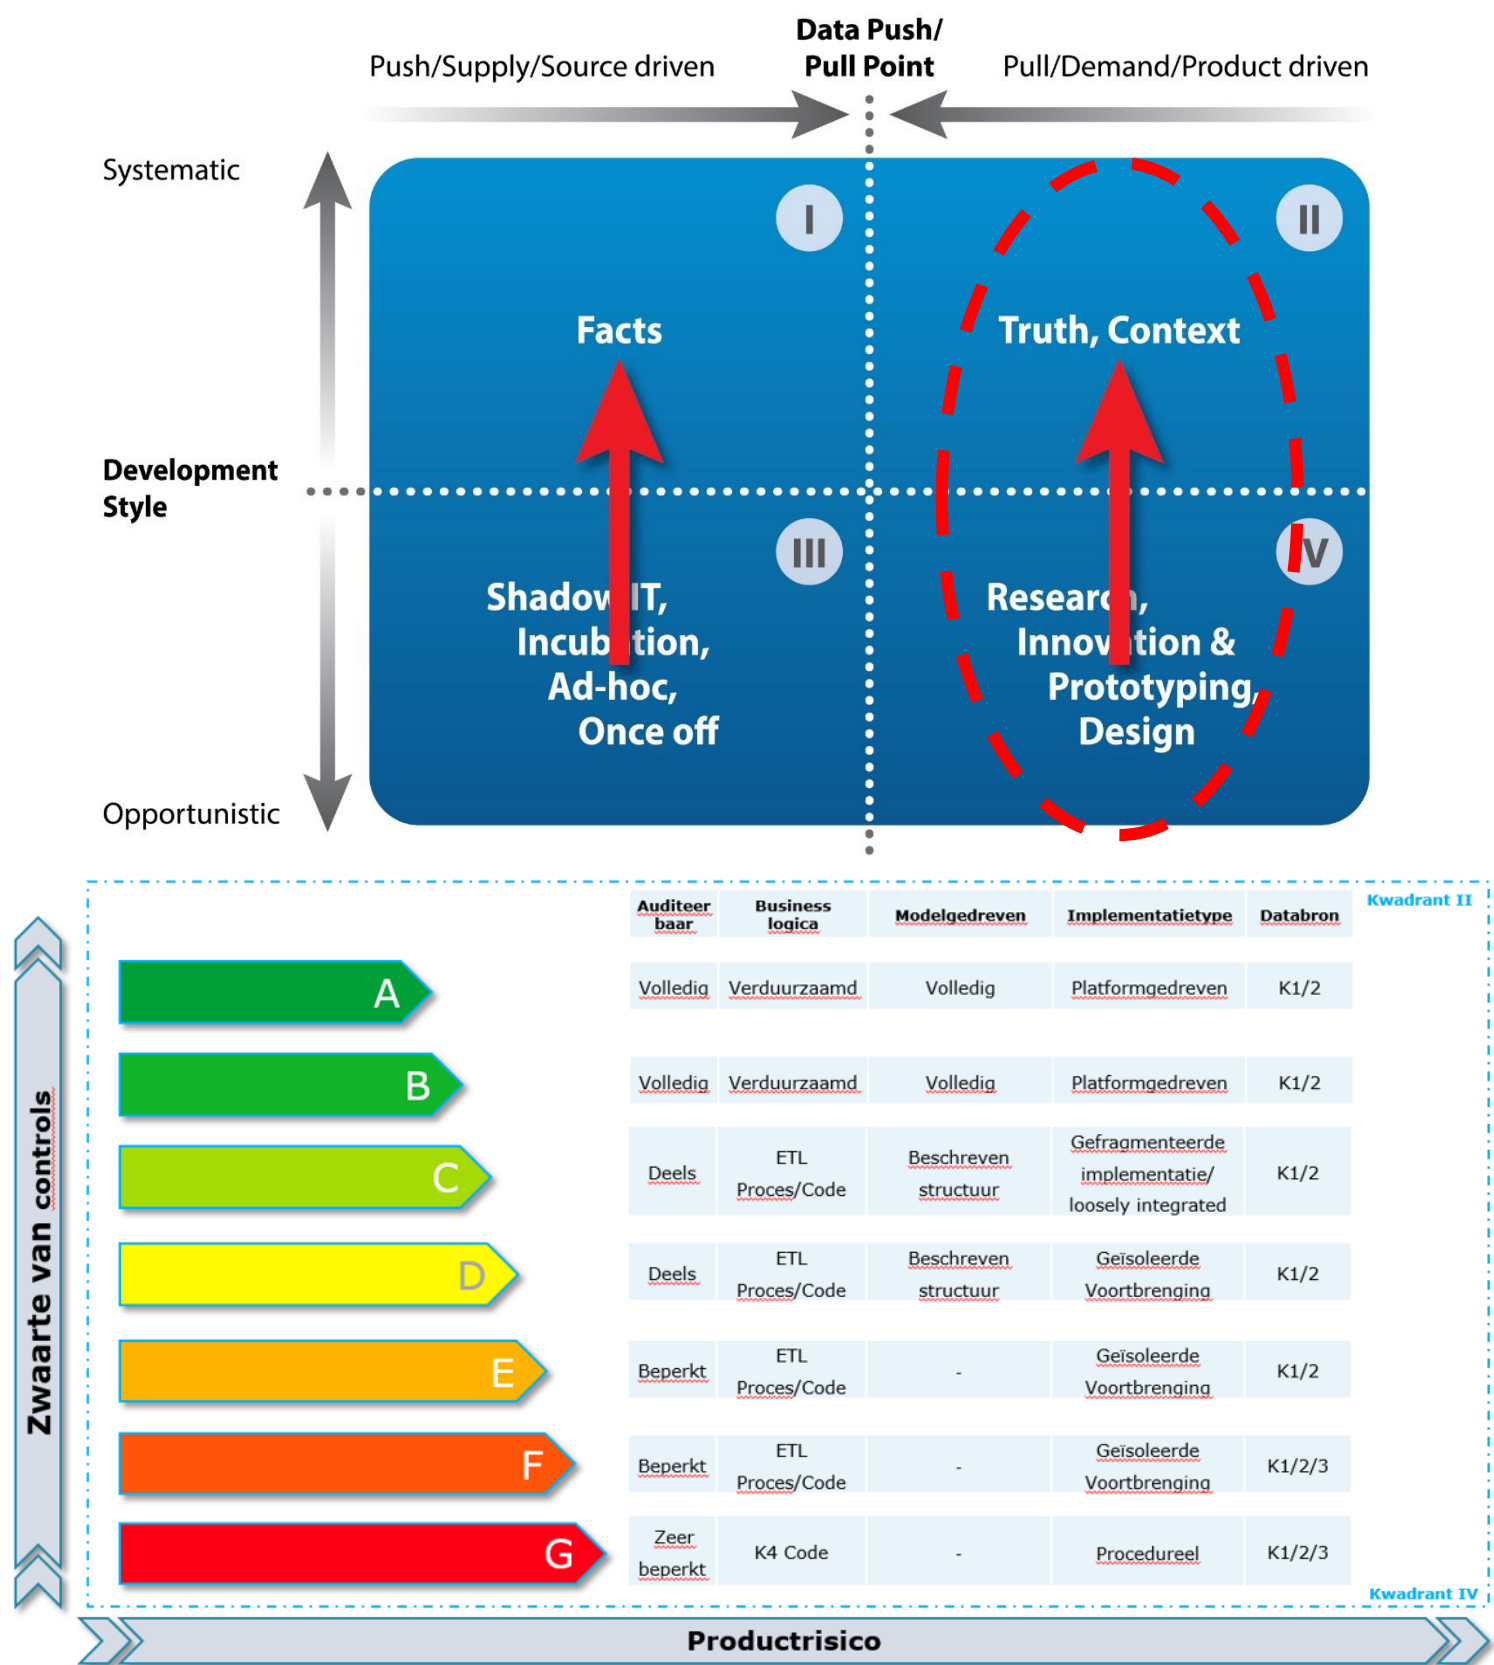 Data Push/
Pull Point
Push/Supply/Source driven
Pull/Demand/Product driven
Systematic
Development
Style
Opportunistic
I
Facts
II
Truth, Context
III
Shadow IT,
Incubation,
Ad-hoc,
Once off
IV
Research,
Innovation &
Prototyping,
Design
Zwaarte van controls
Kwadrant II
Auditeer
baar
Business
logica
Modelgedreven
Implementatietype
Databron
A
Volledig
Verduurzaamd
Volledig
Platformgedreven
K1/2
B
Volledig
Verduurzaamd
Volledig
Platformgedreven
K1/2
C
Deels
ETL
Proces/Code
Beschreven
structuur
Gefragmenteerde
implementatie/
loosely integrated
K1/2
D
Deels
ETL
Proces/Code
Beschreven
structuur
Geïsoleerde
Voortbrenging
K1/2
E
Beperkt
ETL
Proces/Code
-
Geïsoleerde
Voortbrenging
K1/2
F
Beperkt
ETL
Proces/Code
-
Geïsoleerde
Voortbrenging
K1/2/3
G
Zeer
beperkt
K4 Code
-
Procedureel
K1/2/3
Kwadrant IV
Productrisico